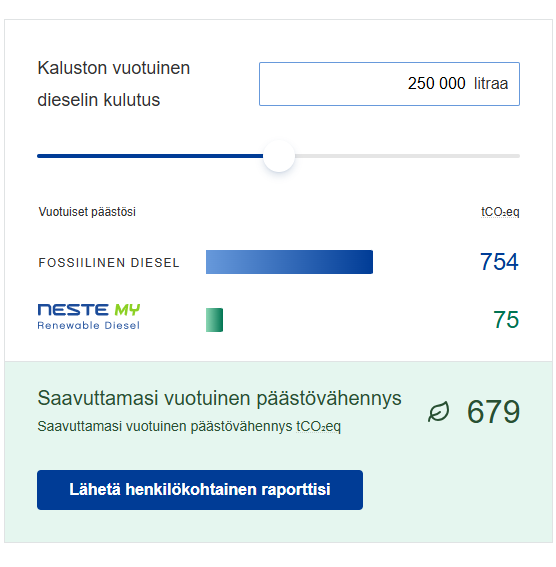 Kaluston vuotuinen
dieselin kulutus
250 000 litraa
Vuotuiset päästösi tCO₂eq
FOSSIILINEN DIESEL 754
NESTE MY
Renewable Diesel 75
Saavuttamasi vuotuinen päästövähennys
Saavuttamasi vuotuinen päästövähennys tCO₂eq
679
Lähetä henkilökohtainen raporttisi